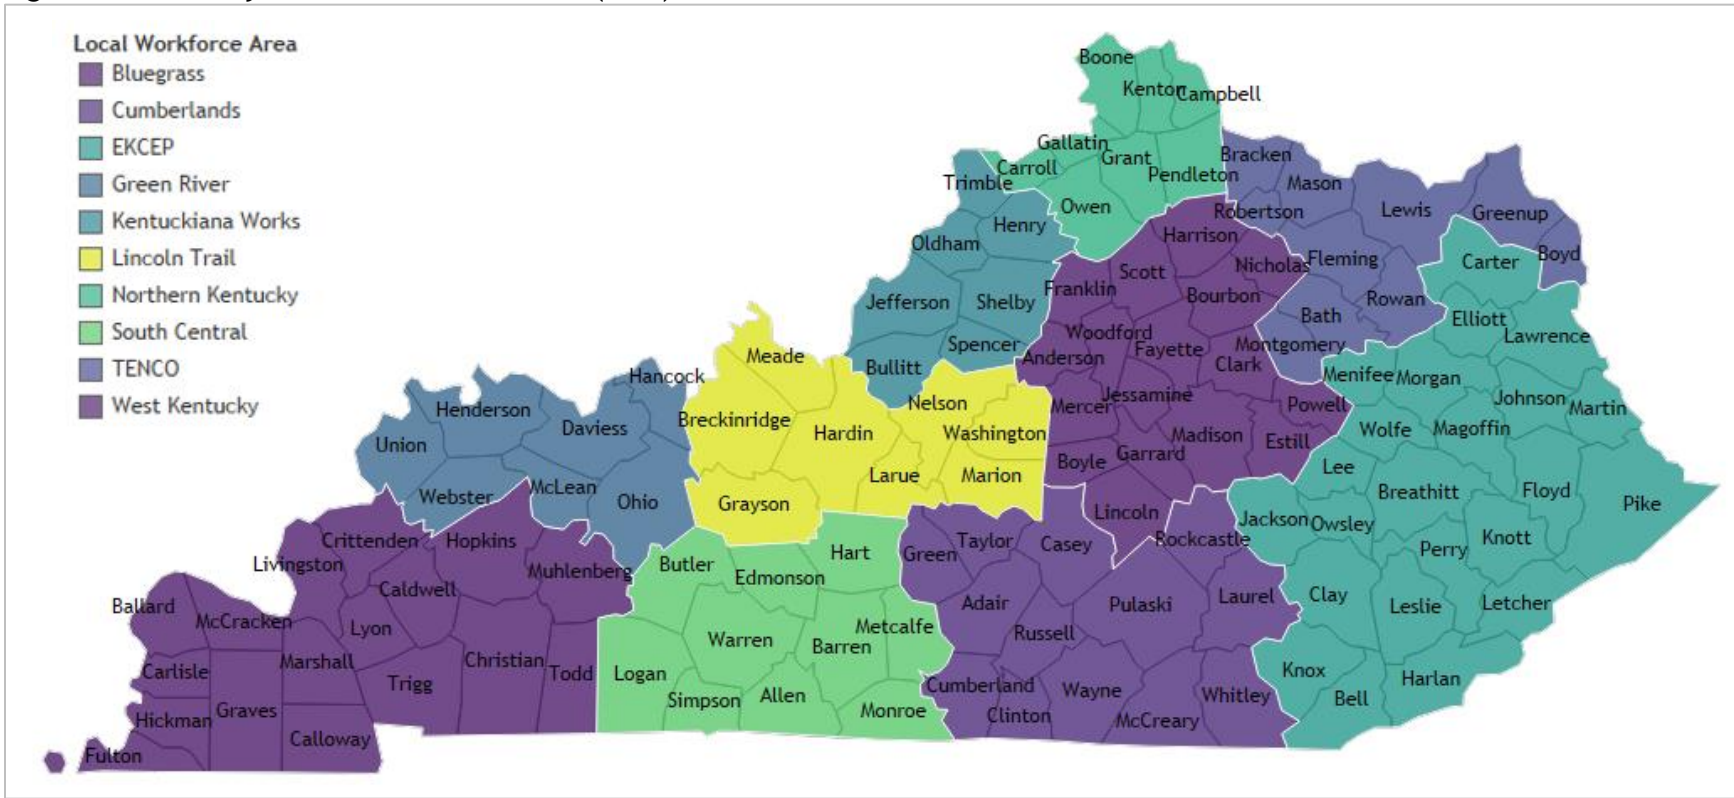 Local Workforce Area
Bluegrass
Cumberlands
EKCEP
Green River
Kentuckiana Works
Lincoln Trail
Northern Kentucky
South Central
TENCO
West Kentucky
Boone
Kenton
Campbell
Gallatin
Carroll
Grant
Pendleton
Owen
Trimble
Henry
Oldham
Jefferson
Shelby
Spencer
Bullitt
Bracken
Mason
Robertson
Lewis
Greenup
Boyd
Fleming
Rowan
Bath
Montgomery
Harrison
Nicholas
Scott
Franklin
Bourbon
Woodford
Fayette
Anderson
Clark
Jessamine
Mercer
Powell
Madison
Estill
Garrard
Boyle
Lincoln
Carter
Elliott
Lawrence
Menifee
Morgan
Johnson
Martin
Wolfe
Magoffin
Lee
Breathitt
Floyd
Pike
Jackson
Owsley
Perry
Knott
Clay
Leslie
Letcher
Knox
Bell
Harlan
Meade
Breckinridge
Hardin
Nelson
Washington
Larue
Marion
Grayson
Hancock
Henderson
Daviess
Union
Webster
McLean
Ohio
Crittenden
Hopkins
Livingston
Muhlenberg
Caldwell
Ballard
McCracken
Lyon
Marshall
Christian
Todd
Carlisle
Trigg
Graves
Hickman
Calloway
Fulton
Butler
Edmonson
Hart
Warren
Metcalfe
Barren
Logan
Simpson
Allen
Monroe
Green
Taylor
Casey
Rockcastle
Adair
Pulaski
Laurel
Russell
Cumberland
Wayne
Whitley
Clinton
McCreary